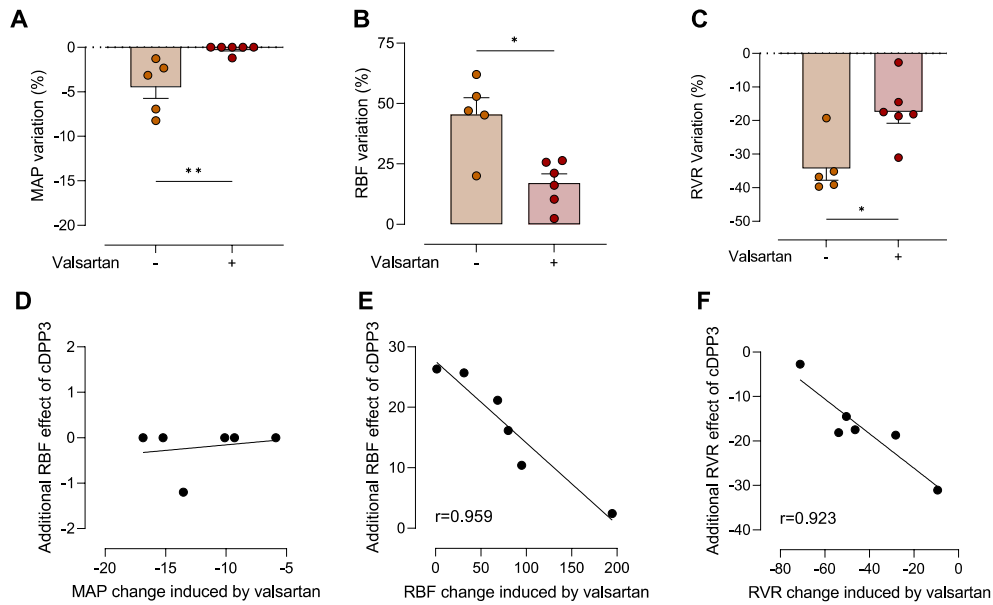 A
MAP variation (%)
0
-5
-10
-15
-20
**
Valsartan
-
+
B
RBF variation (%)
75
50
25
0
*
Valsartan
-
+
C
RVR Variation (%)
0
-10
-20
-30
-40
-50
*
Valsartan
-
+
D
Additional RBF effect of cDPP3
2
1
-0
-1
-2
-20
-15
-10
-5
MAP change induced by valsartan
E
Additional RBF effect of cDPP3
30
20
10
0
r=0.959
0
50
100
150
200
RBF change induced by valsartan
F
Additional RVR effect of cDPP3
0
-10
-20
-30
-40
r=0.923
-80
-60
-40
-20
0
RVR change induced by valsartan